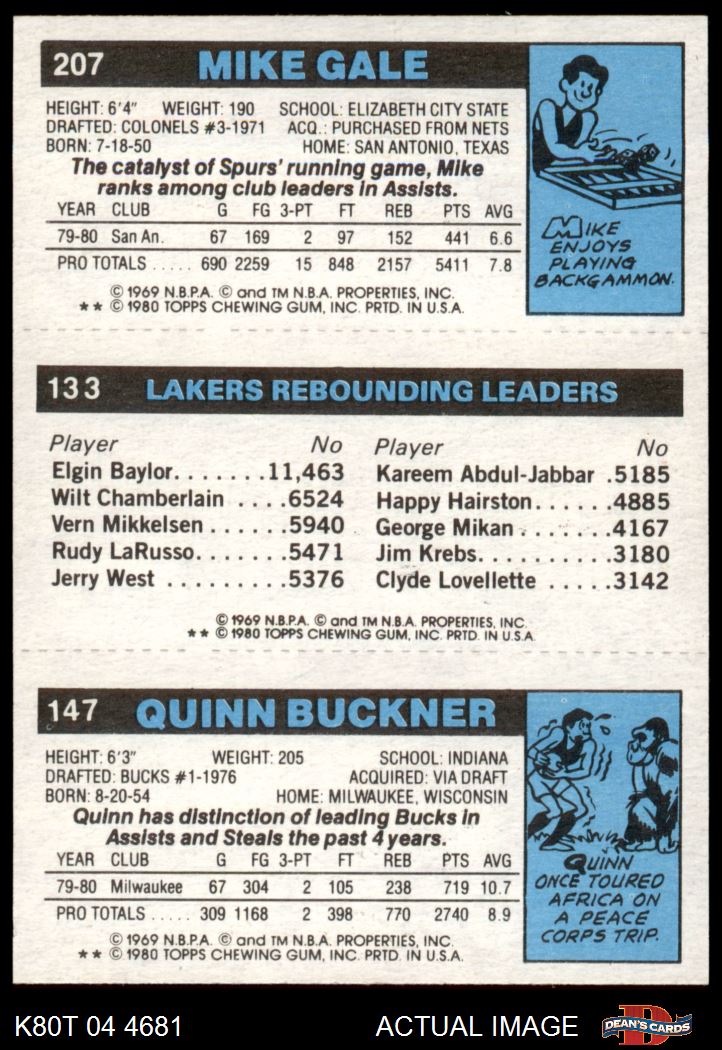 207 MIKE GALE
HEIGHT: 6'4" WEIGHT: 190 SCHOOL: ELIZABETH CITY STATE
DRAFTED: COLONELS #3-1971 ACQ.: PURCHASED FROM NETS
BORN: 7-18-50 HOME: SAN ANTONIO, TEXAS
The catalyst of Spurs' running game, Mike
ranks among club leaders in Assists.
YEAR CLUB G FG 3-PT FT REB PTS AVG
79-80 San An. 67 169 2 97 152 441 6.6
PRO TOTALS ..... 690 2259 15 848 2157 5411 7.8
© 1969 N.B.P.A. © and TM N.B.A. PROPERTIES, INC.
★★ © 1980 TOPPS CHEWING GUM, INC. PRTD. IN U.S.A.
MIKE
ENJOYS
PLAYING
BACKGAMMON.
133 LAKERS REBOUNDING LEADERS
Player No Player No
Elgin Baylor.......11,463 Kareem Abdul-Jabbar .5185
Wilt Chamberlain ....6524 Happy Hairston......4885
Vern Mikkelsen .....5940 George Mikan .......4167
Rudy LaRusso.......5471 Jim Krebs..........3180
Jerry West .........5376 Clyde Lovellette .....3142
© 1969 N.B.P.A. © and TM N.B.A. PROPERTIES, INC.
★★ © 1980 TOPPS CHEWING GUM, INC. PRTD. IN U.S.A.
147 QUINN BUCKNER
HEIGHT: 6'3" WEIGHT: 205 SCHOOL: INDIANA
DRAFTED: BUCKS #1-1976 ACQUIRED: VIA DRAFT
BORN: 8-20-54 HOME: MILWAUKEE, WISCONSIN
Quinn has distinction of leading Bucks in
Assists and Steals the past 4 years.
YEAR CLUB G FG 3-PT FT REB PTS AVG
79-80 Milwaukee 67 304 2 105 238 719 10.7
PRO TOTALS ..... 309 1168 2 398 770 2740 8.9
© 1969 N.B.P.A. © and TM N.B.A. PROPERTIES, INC.
★★ © 1980 TOPPS CHEWING GUM, INC. PRTD. IN U.S.A.
QUINN
ONCE TOURED
AFRICA ON
A PEACE
CORPS TRIP.
K80T 04 4681 ACTUAL IMAGE D DEAN'S CARDS